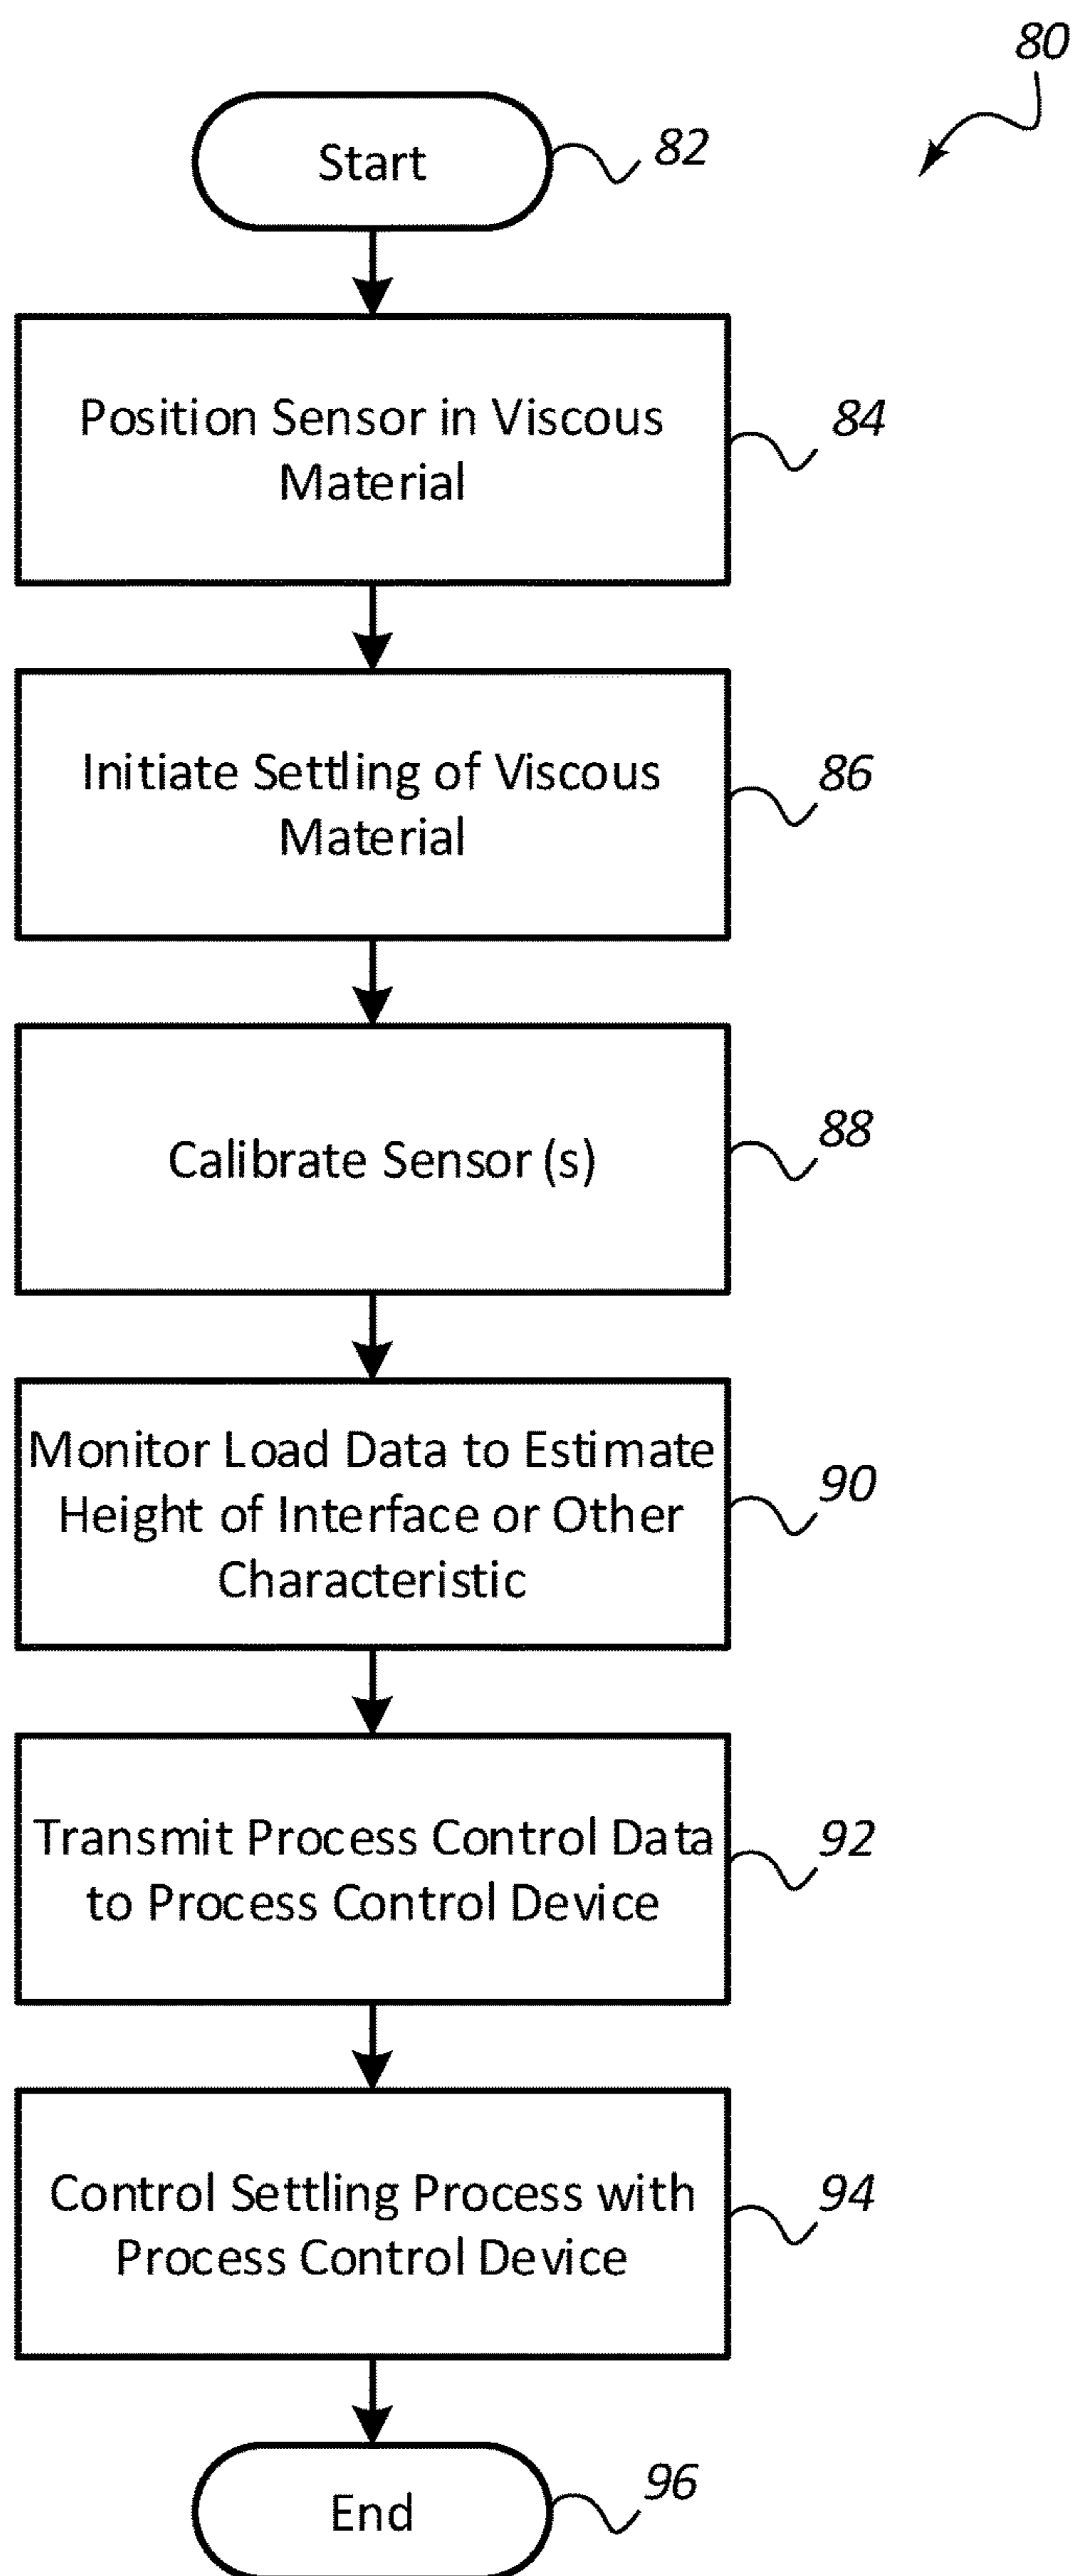 80
Start
82
Position Sensor in Viscous
Material
84
Initiate Settling of Viscous
Material
86
Calibrate Sensor (s)
88
Monitor Load Data to Estimate
Height of Interface or Other
Characteristic
90
Transmit Process Control Data
to Process Control Device
92
Control Settling Process with
Process Control Device
94
End
96